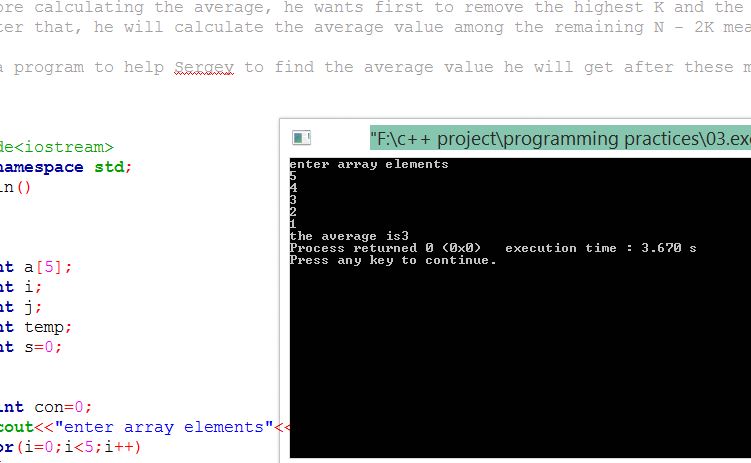 ore calculating the average, he wants first to remove the highest K and the
ter that, he will calculate the average value among the remaining N - 2K mea
a program to help Sergey to find the average value he will get after these m
de<iostream>
namespace std;
in()
"F:\c++ project\programming practices\03.exe
enter array elements
5
4
3
2
1
the average is3
Process returned 0 (0x0)   execution time : 3.670 s
Press any key to continue.
nt a[5];
nt i;
nt j;
nt temp;
nt s=0;
int con=0;
cout<<"enter array elements"<<
or(i=0;i<5;i++)